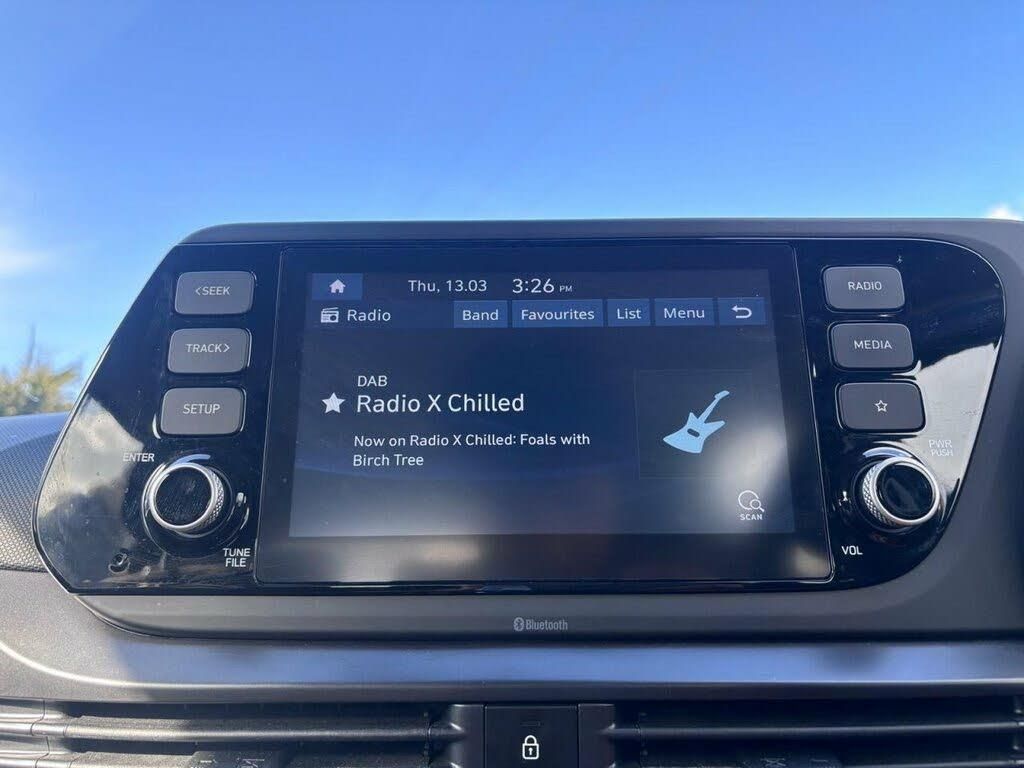 <SEEK
TRACK>
SETUP
ENTER
TUNE
FILE
Thu, 13.03 3:26 PM
Radio
Band Favourites List Menu
DAB
Radio X Chilled
Now on Radio X Chilled: Foals with
Birch Tree
SCAN
RADIO
MEDIA
PWR
PUSH
VOL
Bluetooth